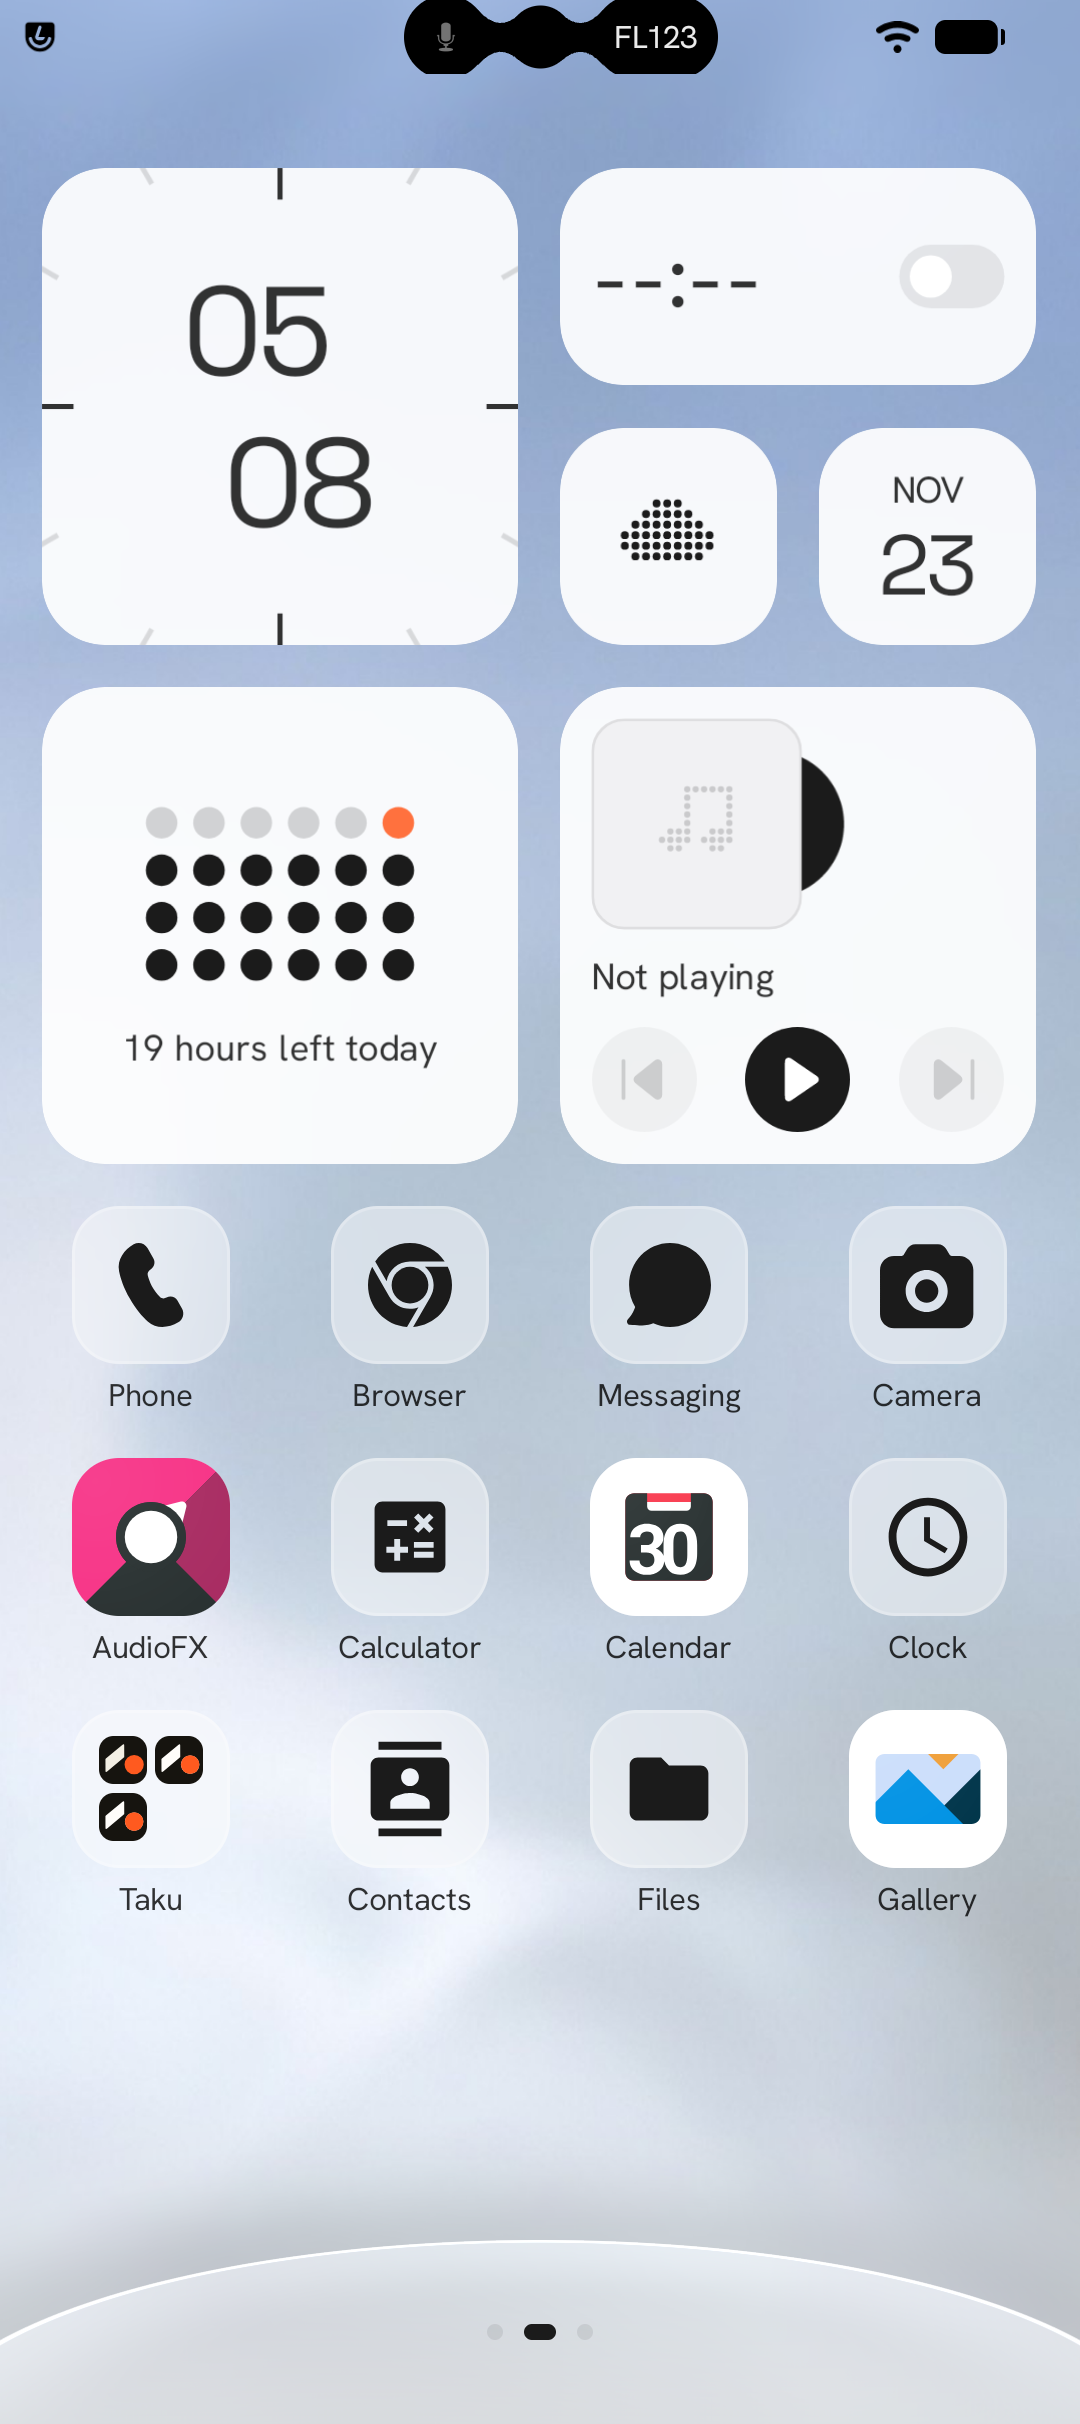 FL123
05
08
--:--
NOV
23
19 hours left today
Not playing
Phone
Browser
Messaging
Camera
AudioFX
Calculator
30
Calendar
Clock
Taku
Contacts
Files
Gallery